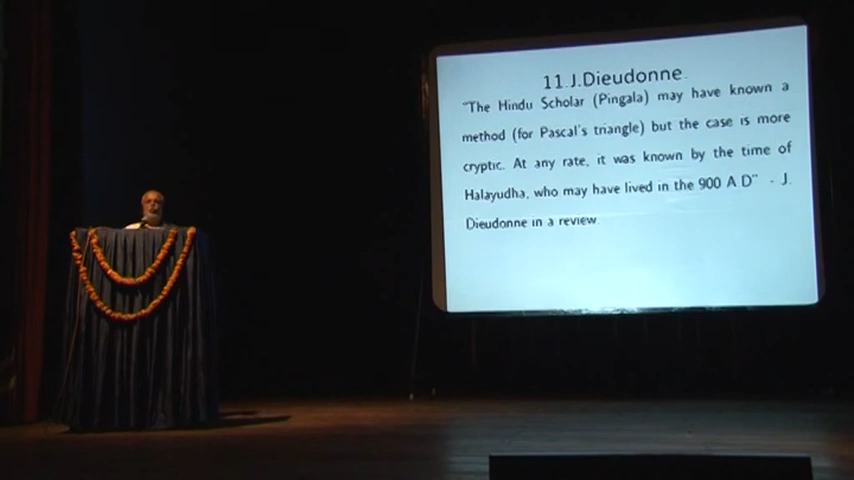 11.J.Dieudonne.
"The Hindu Scholar (Pingala) may have known a
method (for Pascal's triangle) but the case is more
cryptic. At any rate, it was known by the time of
Halayudha, who may have lived in the 900 A.D" - J.
Dieudonne in a review.